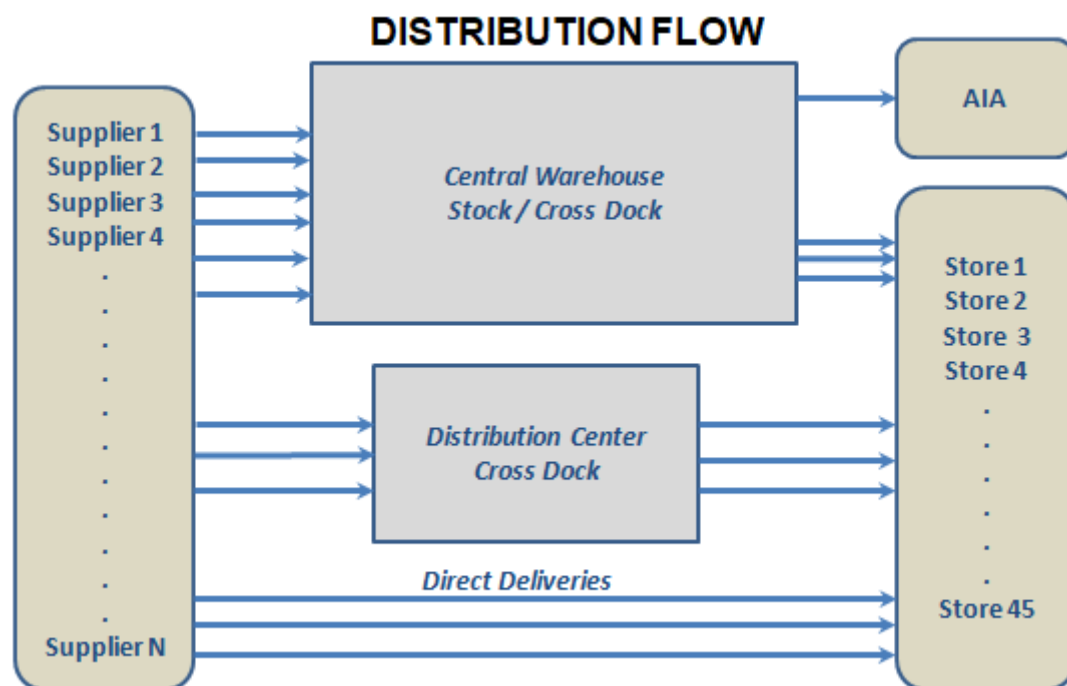 DISTRIBUTION FLOW
Supplier 1
Supplier 2
Supplier 3
Supplier 4
.
.
.
.
.
.
.
.
.
.
.
Supplier N
Central Warehouse
Stock / Cross Dock
Distribution Center
Cross Dock
Direct Deliveries
AIA
Store 1
Store 2
Store 3
Store 4
.
.
.
.
.
.
Store 45